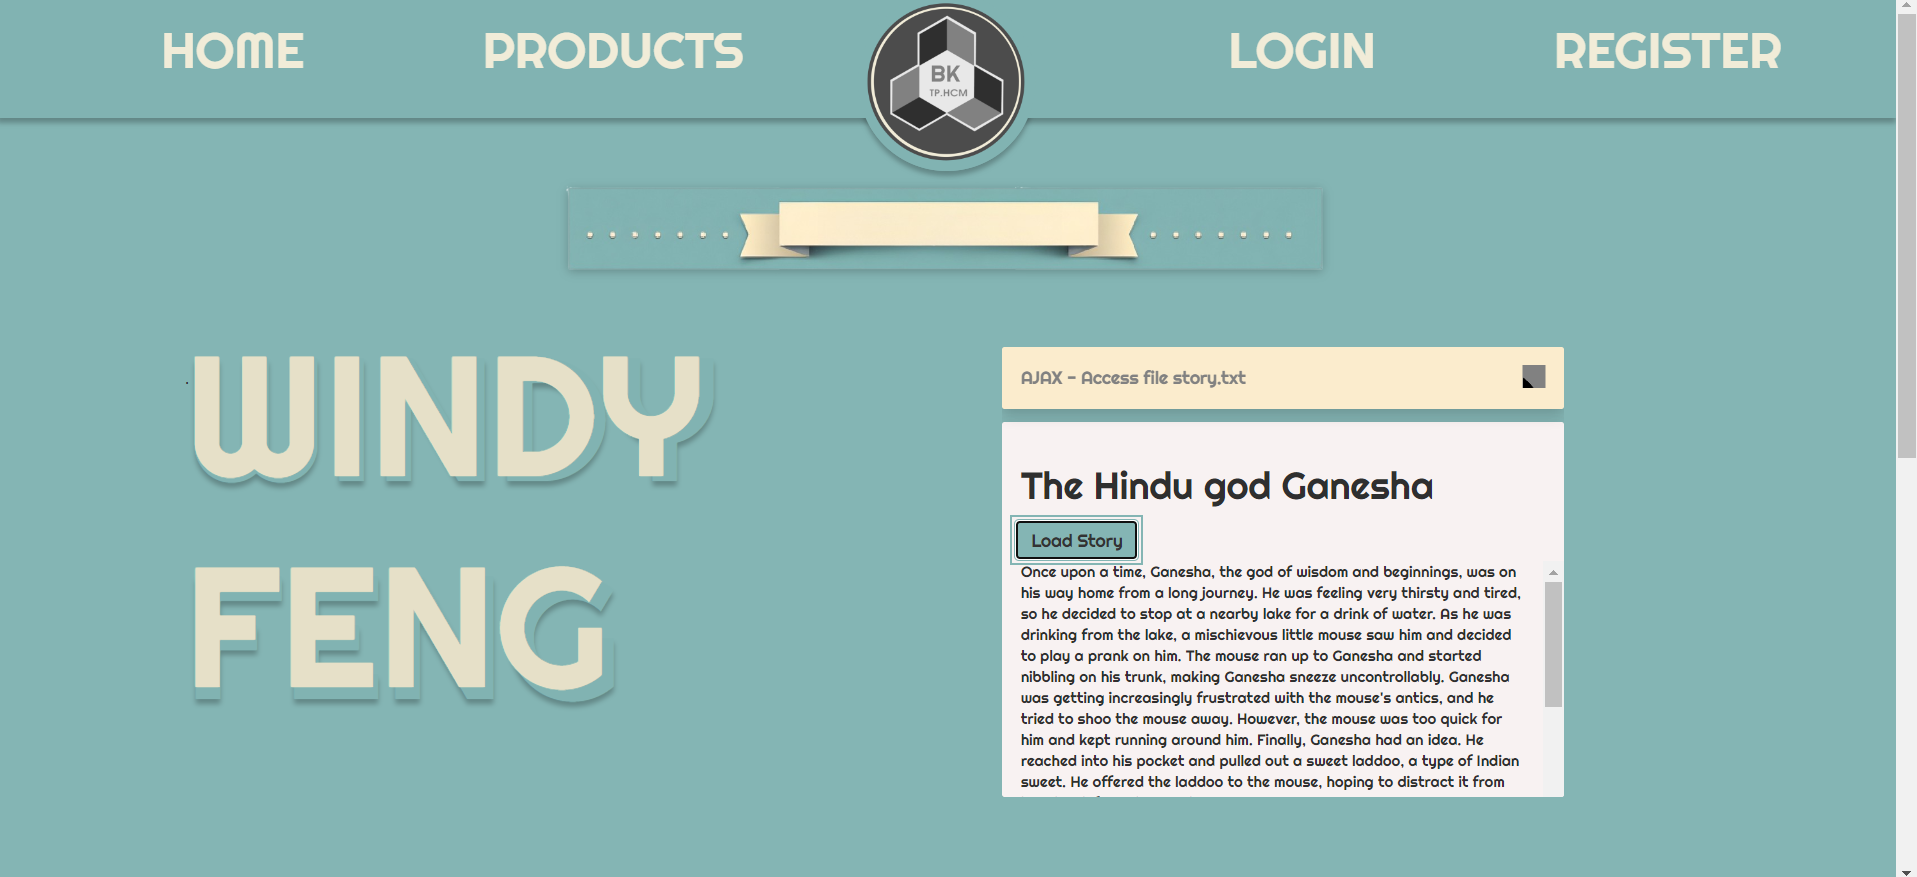 HOME PRODUCTS LOGIN REGISTER
BK
TP.HCM
WINDY
FENG
AJAX - Access file story.txt
The Hindu god Ganesha
Load Story
Once upon a time, Ganesha, the god of wisdom and beginnings, was on
his way home from a long journey. He was feeling very thirsty and tired,
so he decided to stop at a nearby lake for a drink of water. As he was
drinking from the lake, a mischievous little mouse saw him and decided
to play a prank on him. The mouse ran up to Ganesha and started
nibbling on his trunk, making Ganesha sneeze uncontrollably. Ganesha
was getting increasingly frustrated with the mouse's antics, and he
tried to shoo the mouse away. However, the mouse was too quick for
him and kept running around him. Finally, Ganesha had an idea. He
reached into his pocket and pulled out a sweet laddoo, a type of Indian
sweet. He offered the laddoo to the mouse, hoping to distract it from